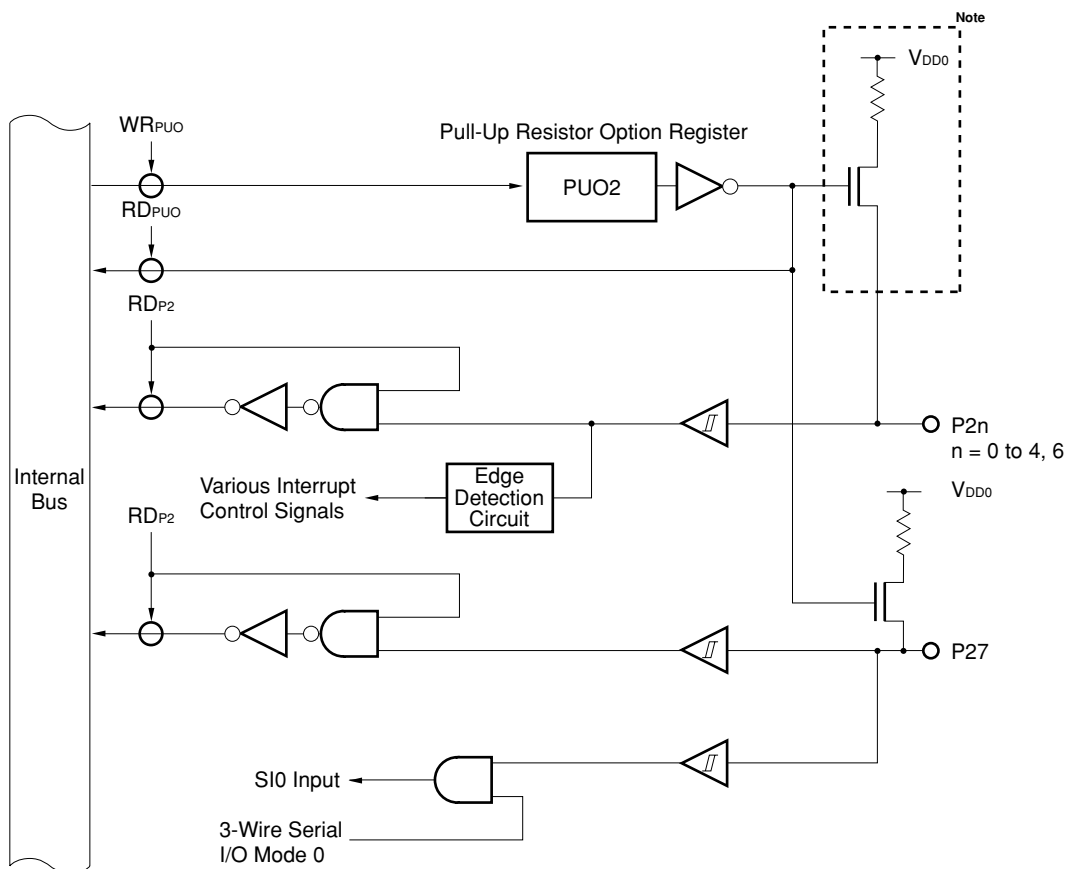 Note
VDD0
WRPUO
Pull-Up Resistor Option Register
PUO2
RDPUO
RDP2
P2n
n = 0 to 4, 6
Internal
Bus
Various Interrupt
Control Signals
Edge
Detection
Circuit
VDD0
RDP2
P27
SI0 Input
3-Wire Serial
I/O Mode 0